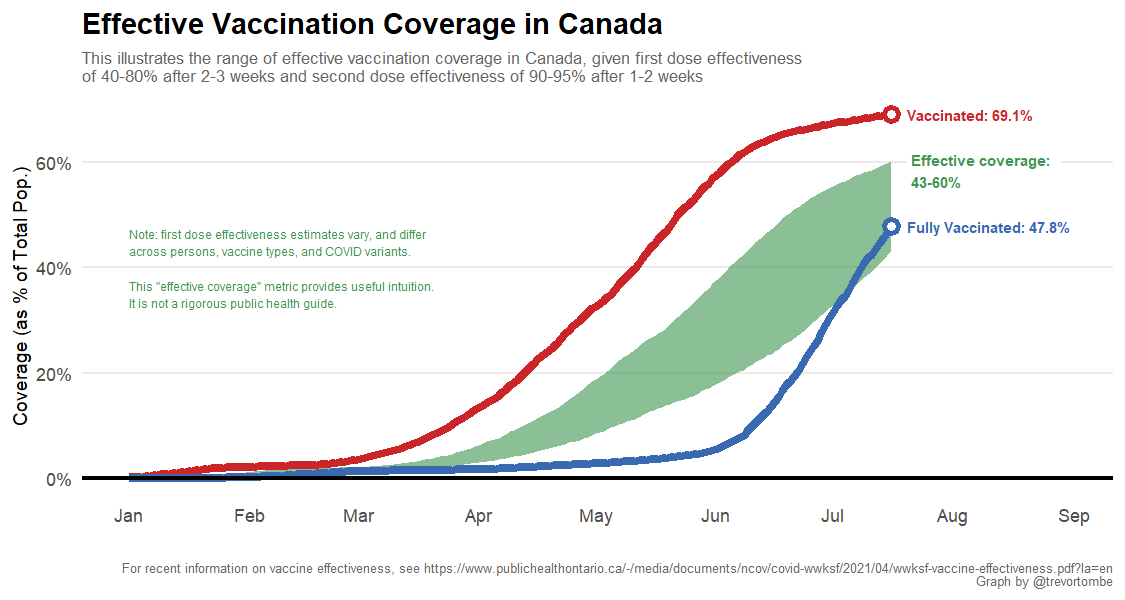 Effective Vaccination Coverage in Canada
This illustrates the range of effective vaccination coverage in Canada, given first dose effectiveness
of 40-80% after 2-3 weeks and second dose effectiveness of 90-95% after 1-2 weeks
Coverage (as % of Total Pop.)
60%
40%
20%
0%
Vaccinated: 69.1%
Effective coverage:
43-60%
Fully Vaccinated: 47.8%
Note: first dose effectiveness estimates vary, and differ
across persons, vaccine types, and COVID variants.
This "effective coverage" metric provides useful intuition.
It is not a rigorous public health guide.
Jan Feb Mar Apr May Jun Jul Aug Sep
For recent information on vaccine effectiveness, see https://www.publichealthontario.ca/-/media/documents/ncov/covid-wwksf/2021/04/wwksf-vaccine-effectiveness.pdf?la=en
Graph by @trevortombe